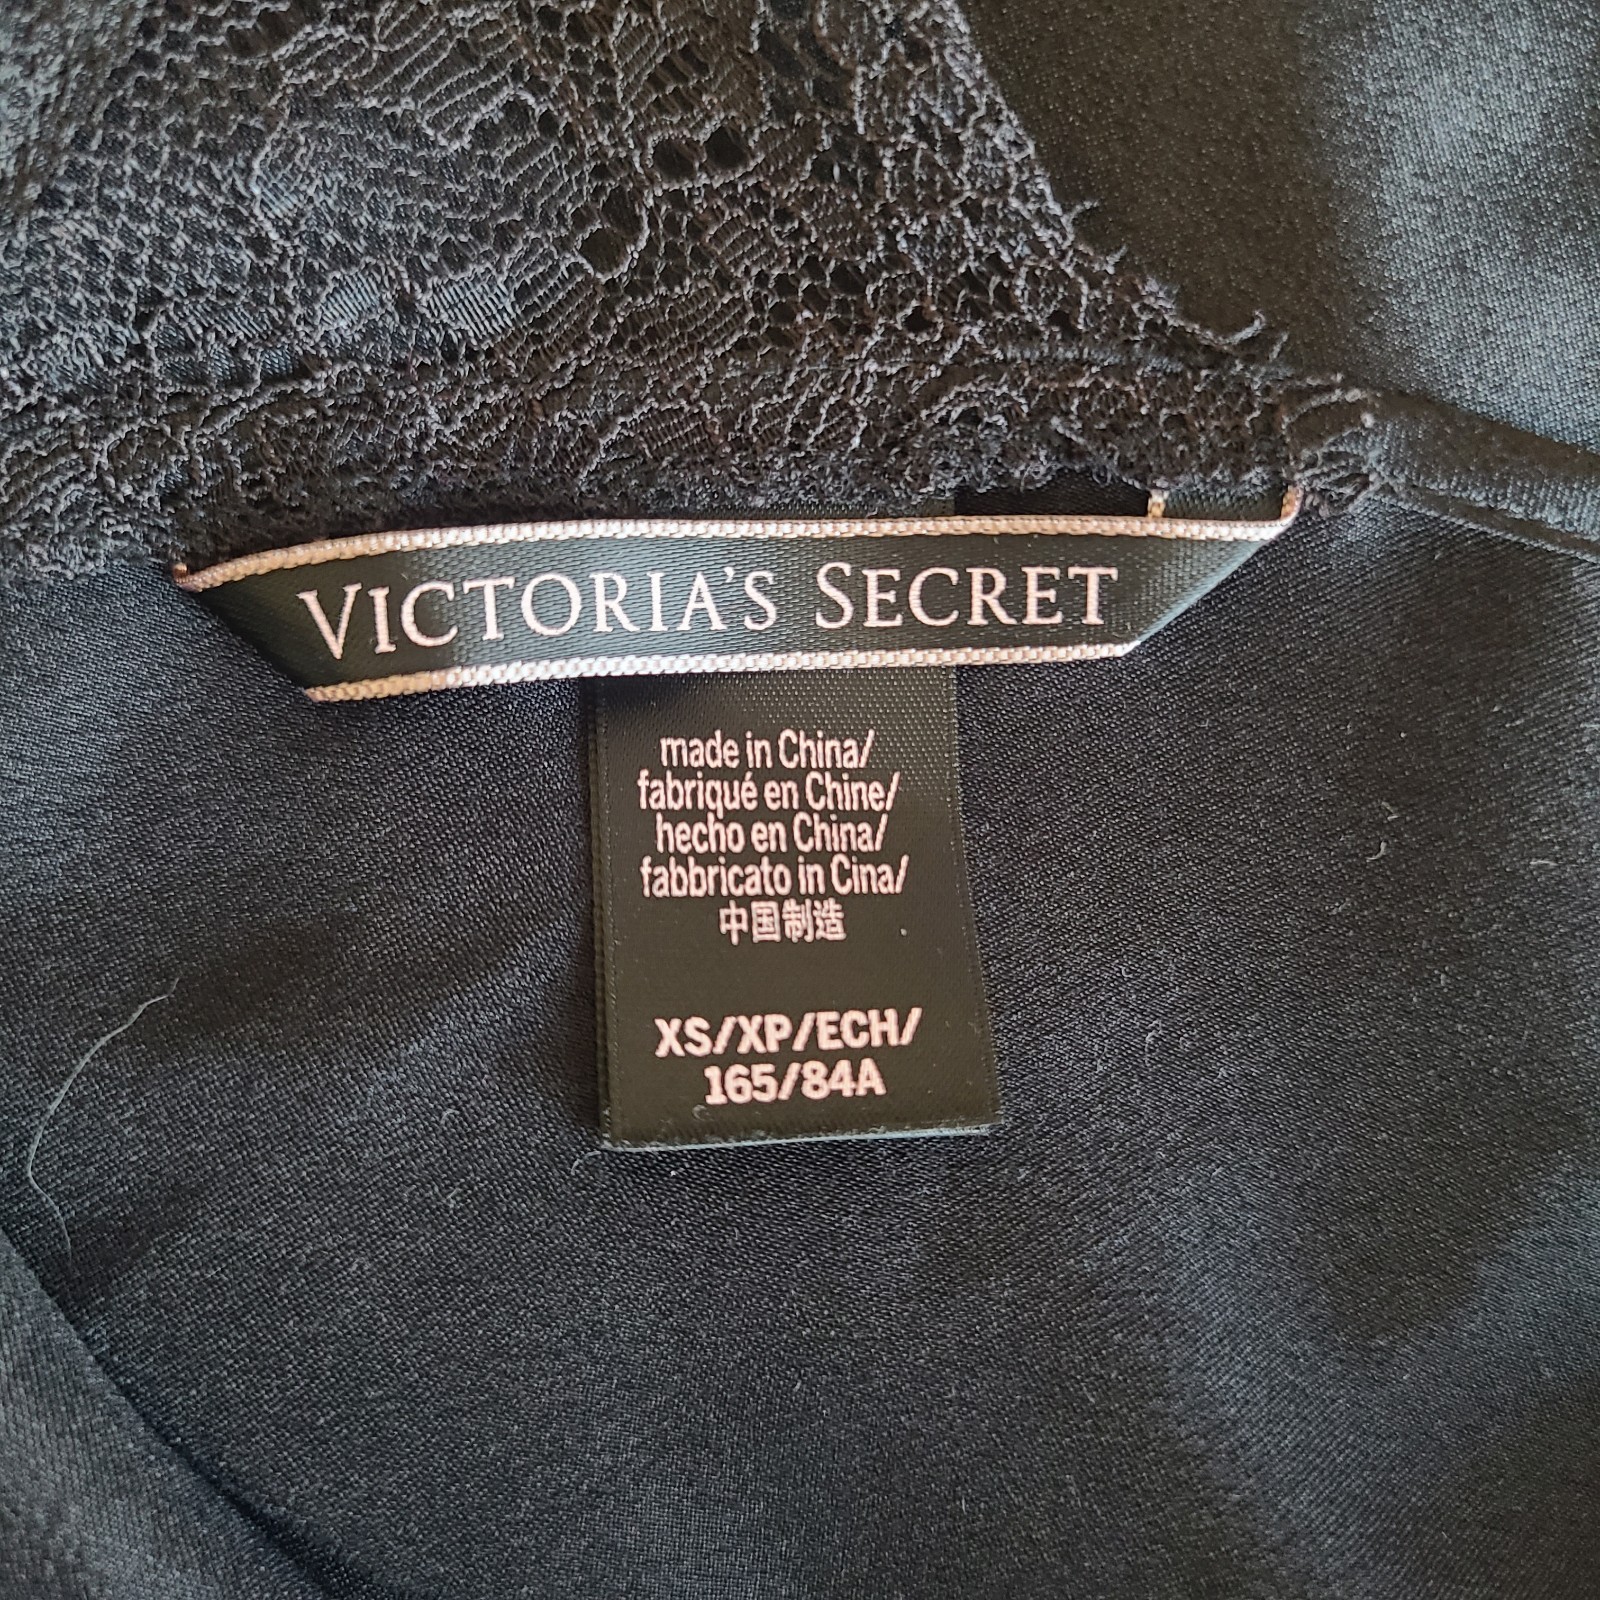 VICTORIA'S SECRET
made in China/
fabriqué en Chine/
hecho en China/
fabbricato in Cina/
中国制造
XS/XP/ECH/
165/84A